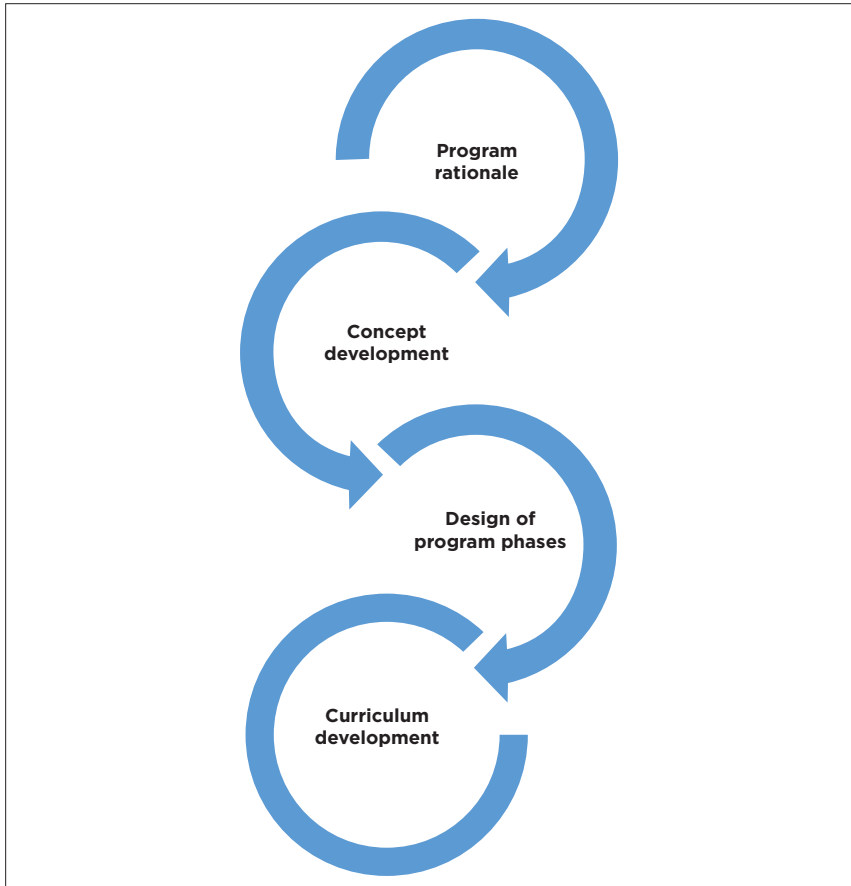 Program
rationale
Concept
development
Design of
program phases
Curriculum
development